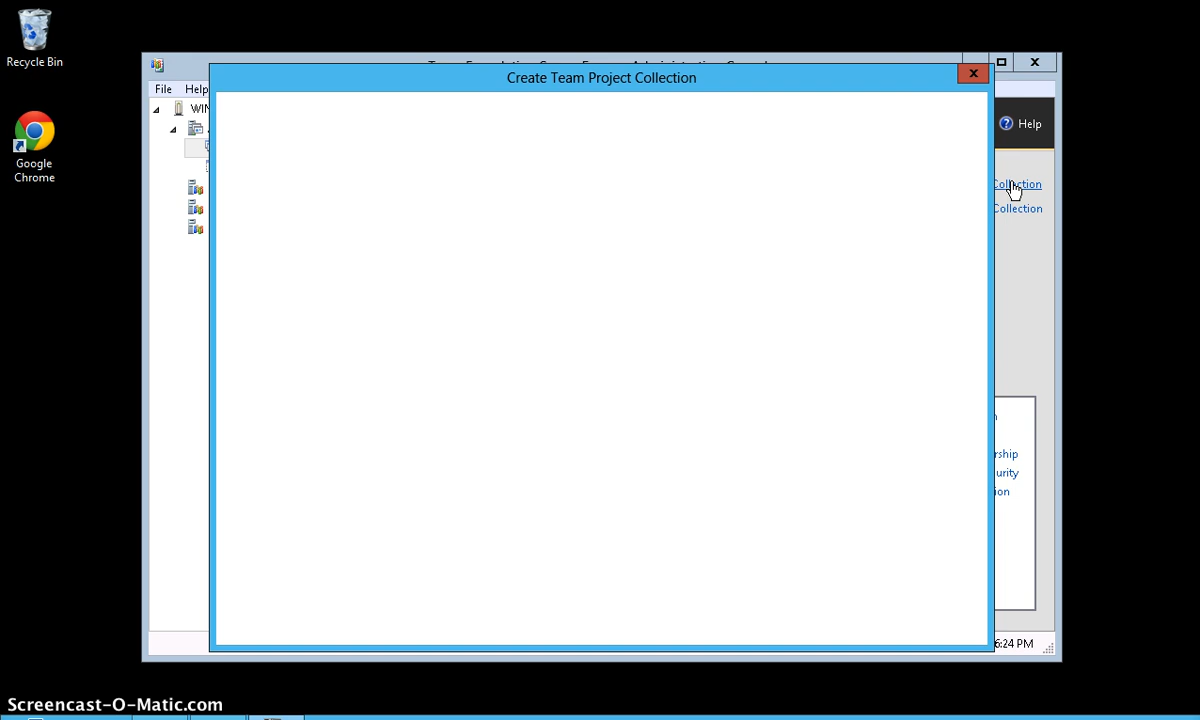 Recycle Bin
Google
Chrome
Create Team Project Collection
File Help
WIN
Help
Collection
Collection
rship
urity
ion
6:24 PM
Screencast-O-Matic.com